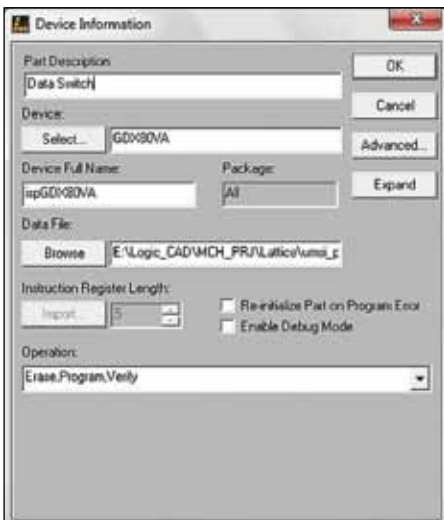 Device Information
Part Description
Data Switch
OK
Cancel
Device:
Select...
GDX80VA
Advanced...
Device Full Name:
Package:
Expand
ispGDX80VA
All
Data File:
Browse
E:\Logic_CAD\MCH_PRJ\Lattice\
Instruction Register Length:
Import...
5
Re-initialize Part on Program Error
Enable Debug Mode
Operation:
Erase,Program,Verify